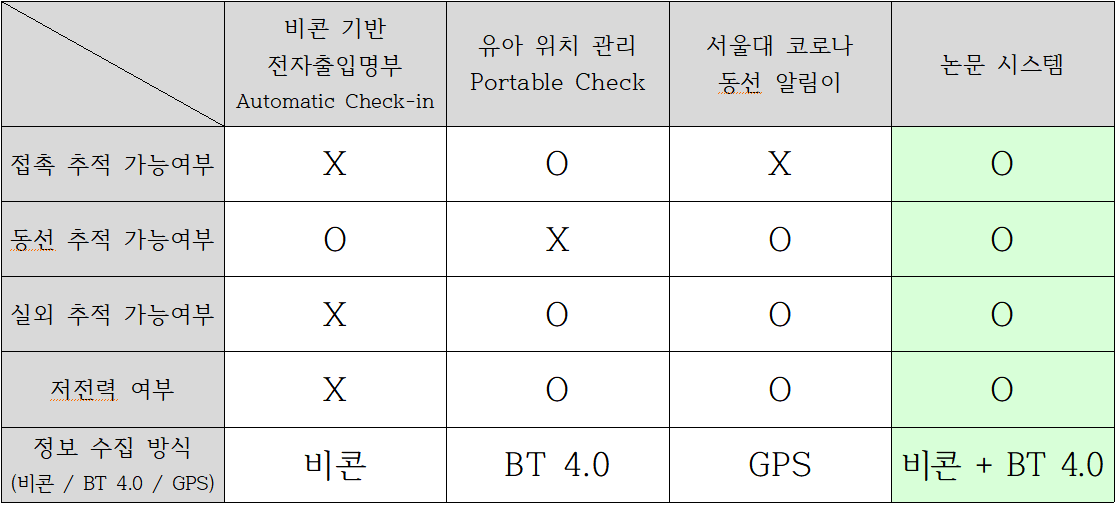 비콘 기반
전자출입명부
Automatic Check-in
유아 위치 관리
Portable Check
서울대 코로나
동선 알림이
논문 시스템
접촉 추적 가능여부
X
O
X
O
동선 추적 가능여부
O
X
O
O
실외 추적 가능여부
X
O
O
O
저전력 여부
X
O
O
O
정보 수집 방식
(비콘 / BT 4.0 / GPS)
비콘
BT 4.0
GPS
비콘 + BT 4.0